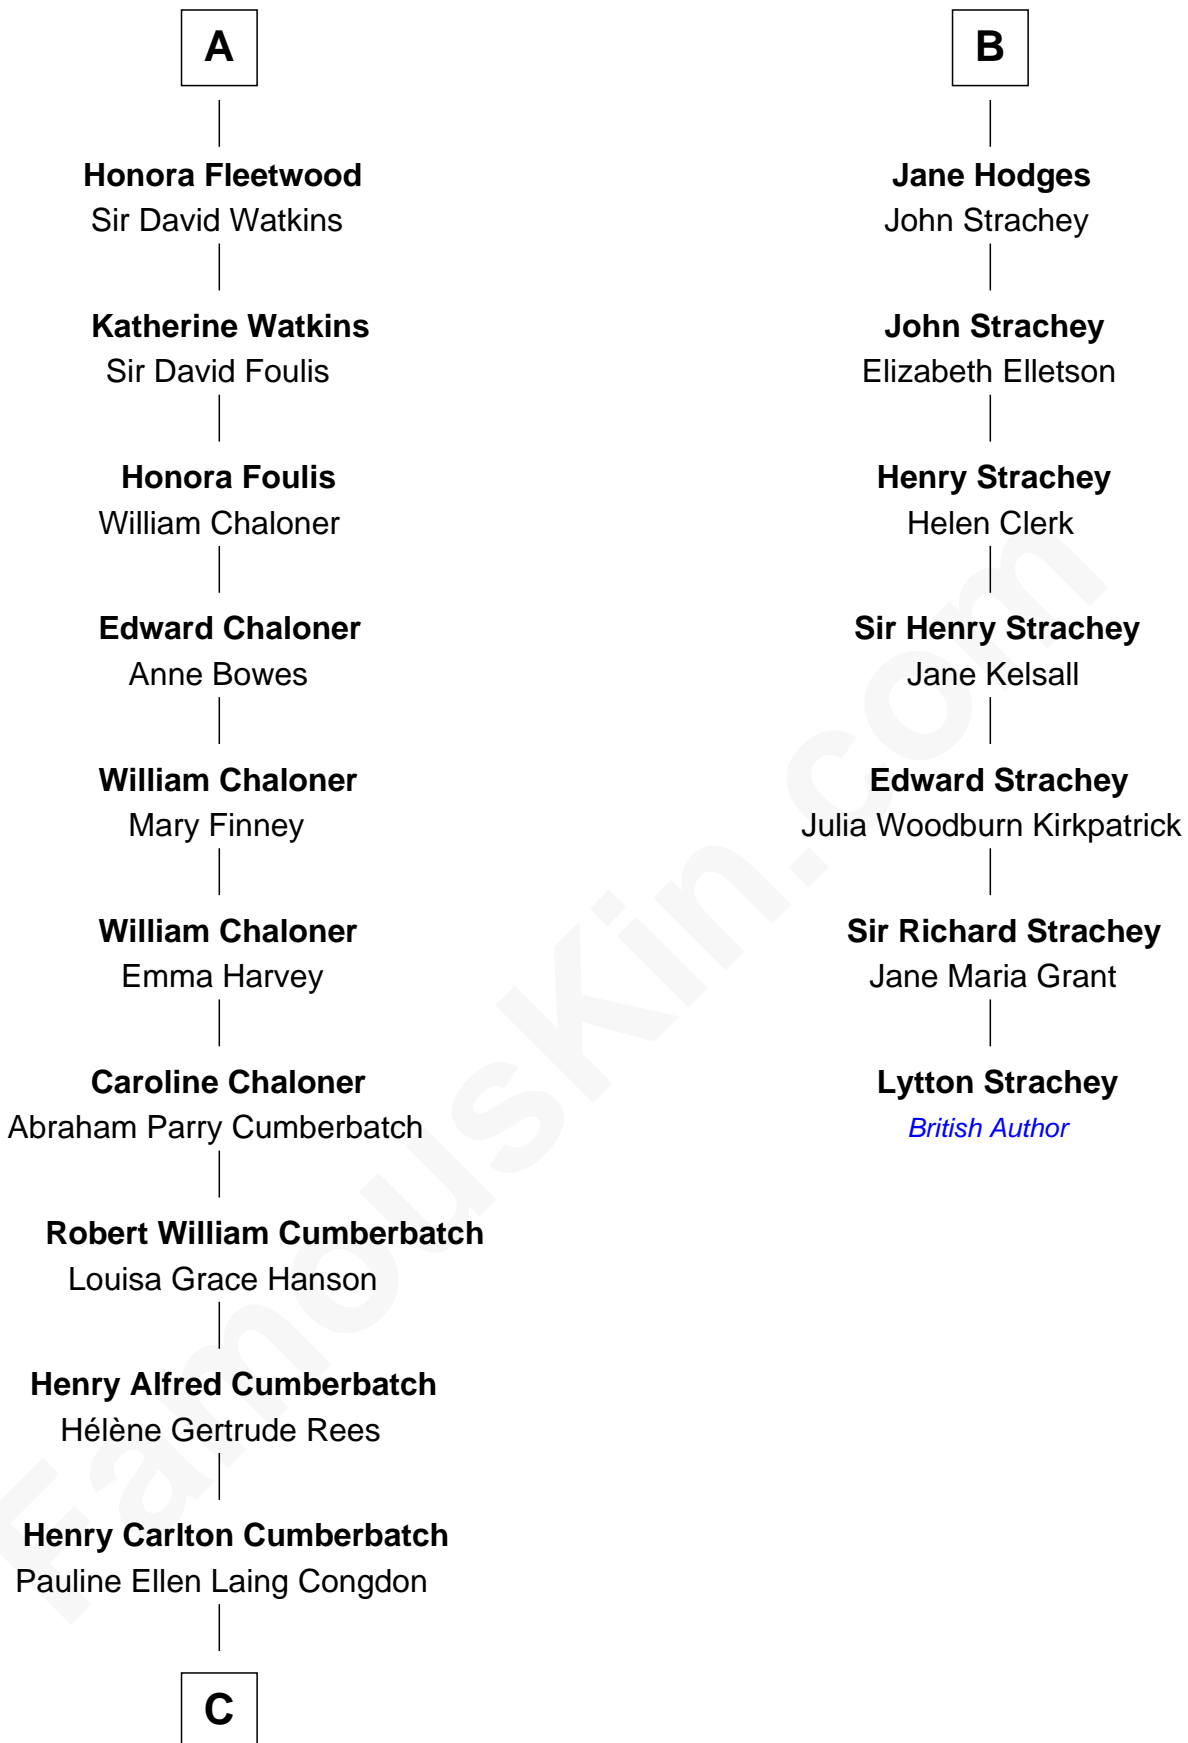 A
Honora Fleetwood
Sir David Watkins
Katherine Watkins
Sir David Foulis
Honora Foulis
William Chaloner
Edward Chaloner
Anne Bowes
William Chaloner
Mary Finney
William Chaloner
Emma Harvey
Caroline Chaloner
Abraham Parry Cumberbatch
Robert William Cumberbatch
Louisa Grace Hanson
Henry Alfred Cumberbatch
Hélène Gertrude Rees
Henry Carlton Cumberbatch
Pauline Ellen Laing Congdon
C
B
Jane Hodges
John Strachey
John Strachey
Elizabeth Elletson
Henry Strachey
Helen Clerk
Sir Henry Strachey
Jane Kelsall
Edward Strachey
Julia Woodburn Kirkpatrick
Sir Richard Strachey
Jane Maria Grant
Lytton Strachey
British Author
FamousKin.com